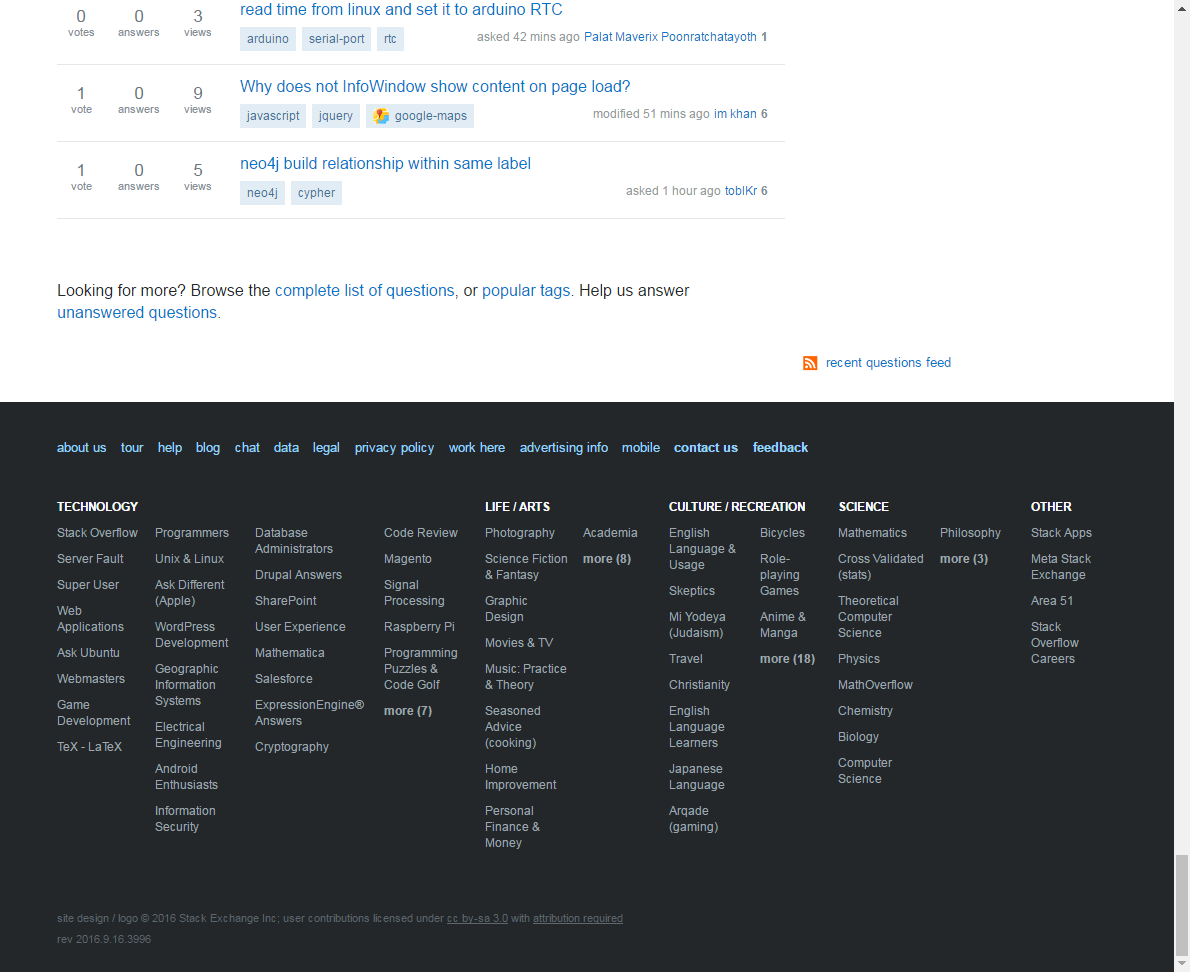 read time from linux and set it to arduino RTC
0 0 3
votes answers views
arduino serial-port rtc
asked 42 mins ago Palat Maverix Poonratchatayoth 1
Why does not InfoWindow show content on page load?
1 0 9
vote answers views
javascript jquery google-maps
modified 51 mins ago im khan 6
neo4j build relationship within same label
1 0 5
vote answers views
neo4j cypher
asked 1 hour ago toblKr 6
Looking for more? Browse the complete list of questions, or popular tags. Help us answer
unanswered questions.
recent questions feed
about us tour help blog chat data legal privacy policy work here advertising info mobile contact us feedback
TECHNOLOGY
Stack Overflow
Server Fault
Super User
Web
Applications
Ask Ubuntu
Webmasters
Game
Development
TeX - LaTeX
Programmers
Unix & Linux
Ask Different
(Apple)
WordPress
Development
Geographic
Information
Systems
Electrical
Engineering
Android
Enthusiasts
Information
Security
Database
Administrators
Drupal Answers
SharePoint
User Experience
Mathematica
Salesforce
ExpressionEngine®
Answers
Cryptography
Code Review
Magento
Signal
Processing
Raspberry Pi
Programming
Puzzles &
Code Golf
more (7)
LIFE / ARTS
Photography
Science Fiction
& Fantasy
Graphic
Design
Movies & TV
Music: Practice
& Theory
Seasoned
Advice
(cooking)
Home
Improvement
Personal
Finance &
Money
Academia
more (8)
CULTURE / RECREATION
English
Language &
Usage
Skeptics
Mi Yodeya
(Judaism)
Travel
Christianity
English
Language
Learners
Japanese
Language
Arqade
(gaming)
Bicycles
Role-
playing
Games
Anime &
Manga
more (18)
SCIENCE
Mathematics
Cross Validated
(stats)
Theoretical
Computer
Science
Physics
MathOverflow
Chemistry
Biology
Computer
Science
Philosophy
more (3)
OTHER
Stack Apps
Meta Stack
Exchange
Area 51
Stack
Overflow
Careers
site design / logo © 2016 Stack Exchange Inc; user contributions licensed under cc by-sa 3.0 with attribution required
rev 2016.9.16.3996